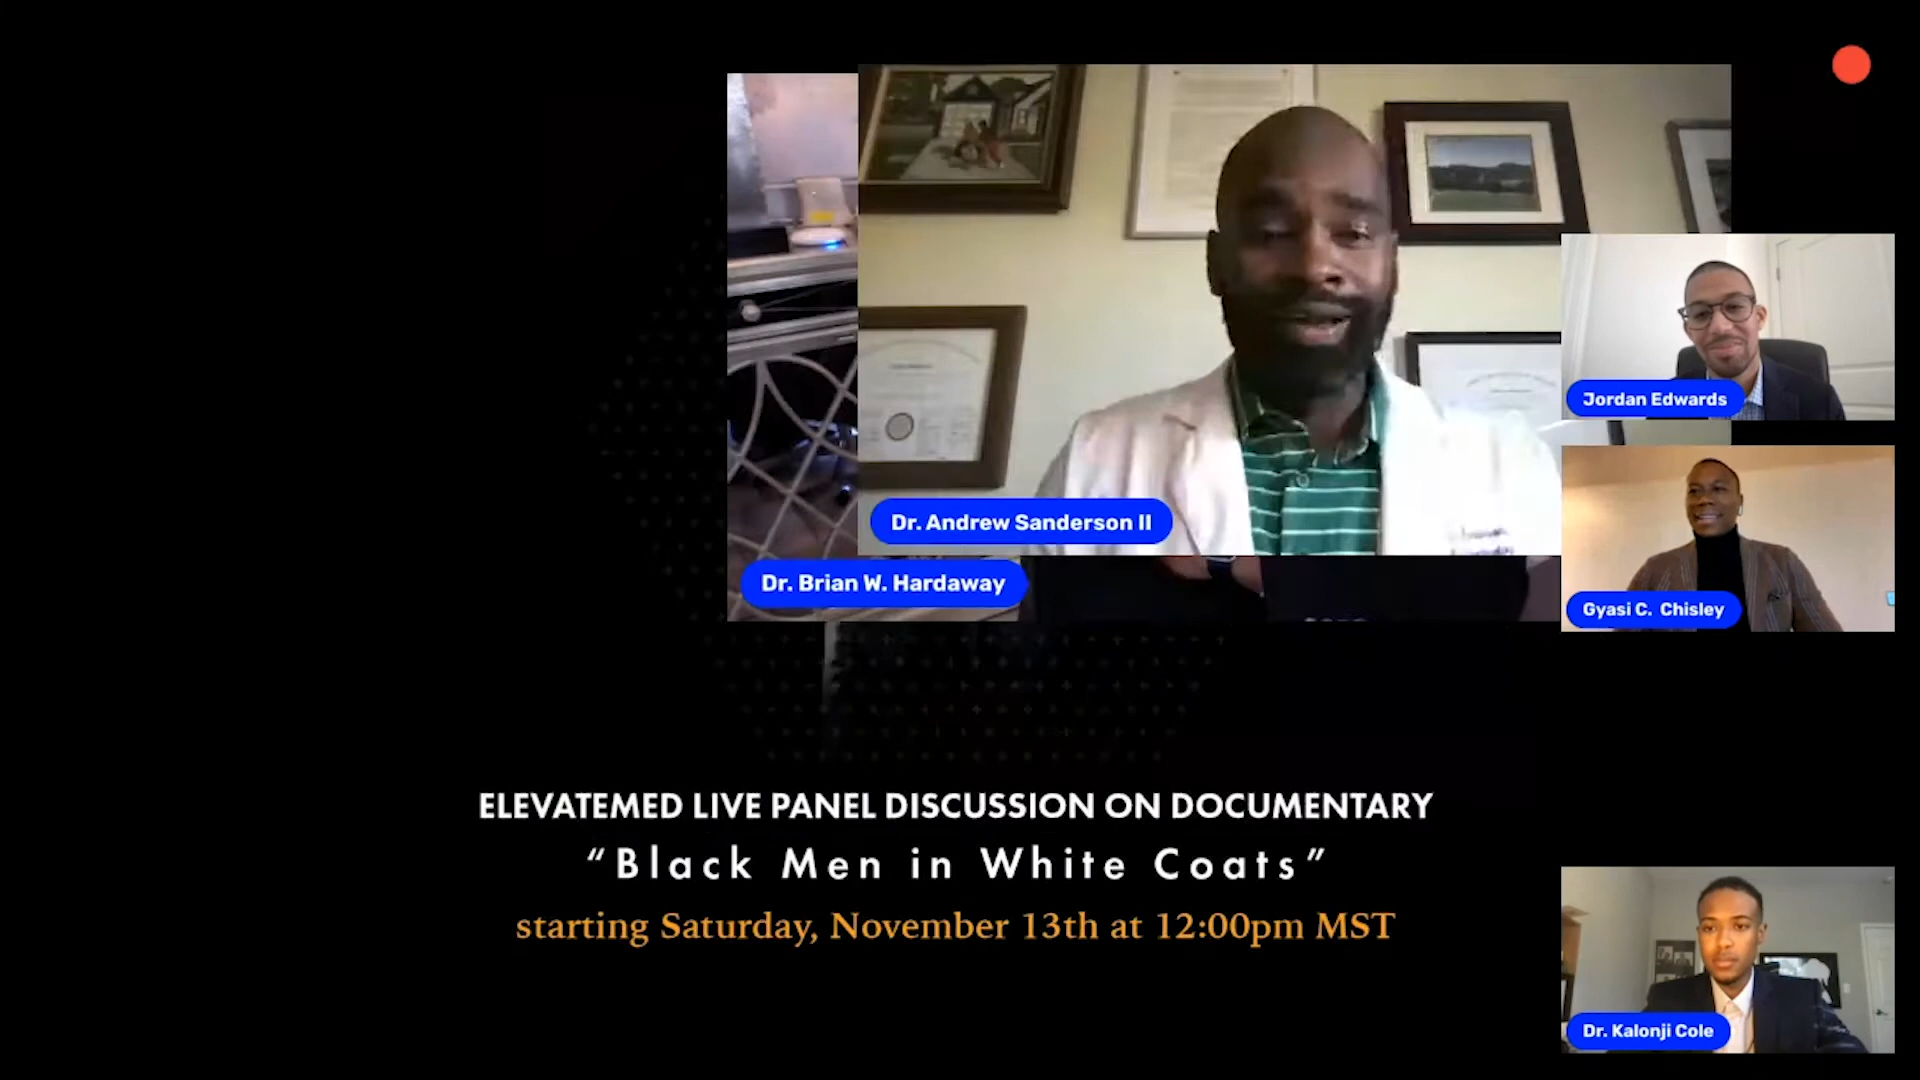 Jordan Edwards
Dr. Andrew Sanderson II
Dr. Brian W. Hardaway
Gyasi C. Chisley
ELEVATEMED LIVE PANEL DISCUSSION ON DOCUMENTARY
“Black Men in White Coats”
starting Saturday, November 13th at 12:00pm MST
Dr. Kalonji Cole